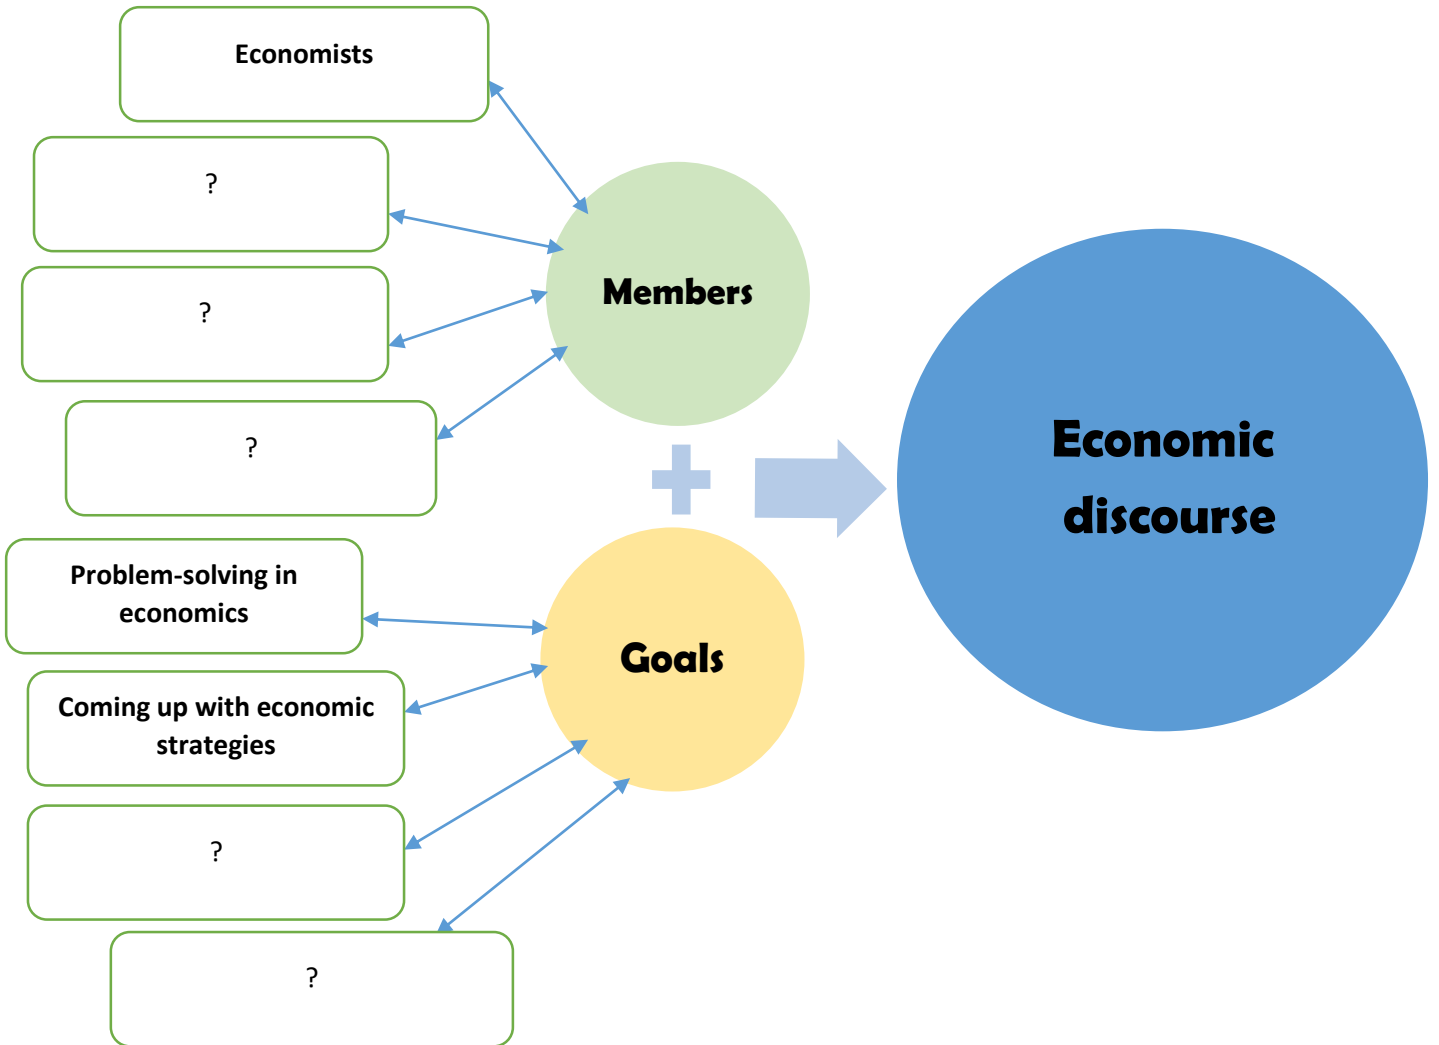 Economists
?
?
?
Members
Problem-solving in
economics
Coming up with economic
strategies
?
?
Goals
Economic
discourse